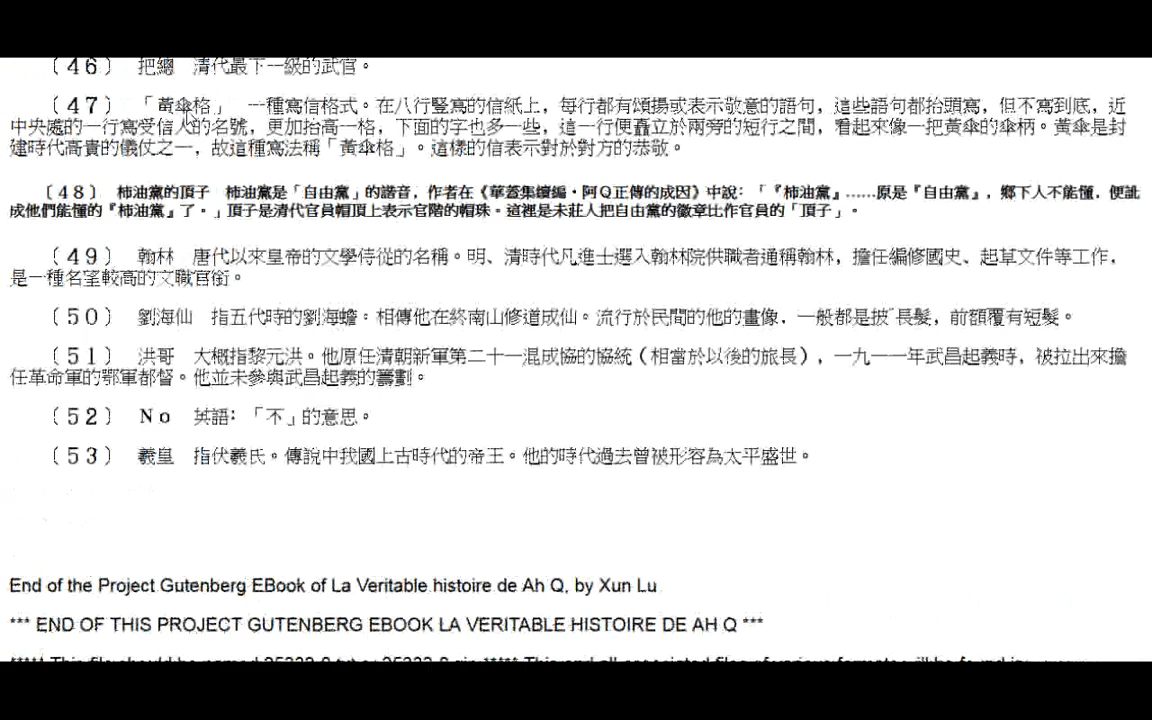 〔４６〕　把總　清代最下一級的武官。
〔４７〕　「黃傘格」　一種寫信格式。在八行豎寫的信紙上，每行都有頌揚或表示敬意的語句，這些語句都抬頭寫，但不寫到底，近
中央處的一行寫受信人的名號，更加抬高一格，下面的字也多一些，這一行便矗立於兩旁的短行之間，看起來像一把黃傘的傘柄。黃傘是封
建時代高貴的儀仗之一，故這種寫法稱「黃傘格」。這樣的信表示對於對方的恭敬。
〔４８〕　柿油黨的頂子　柿油黨是「自由黨」的諧音，作者在《華蓋集續編·阿Ｑ正傳的成因》中說：「『柿油黨』……原是『自由黨』，鄉下人不能懂，便訛
成他們能懂的『柿油黨』了。」頂子是清代官員帽頂上表示官階的帽珠。這裡是未莊人把自由黨的徽章比作官員的「頂子」。
〔４９〕　翰林　唐代以來皇帝的文學侍從的名稱。明、清時代凡進士選入翰林院供職者通稱翰林，擔任編修國史、起草文件等工作，
是一種名望較高的文職官銜。
〔５０〕　劉海仙　指五代時的劉海蟾。相傳他在終南山修道成仙。流行於民間的他的畫像，一般都是披長髮，前額覆有短髮。
〔５１〕　洪哥　大概指黎元洪。他原任清朝新軍第二十一混成協的協統（相當於以後的旅長），一九一一年武昌起義時，被拉出來擔
任革命軍的鄂軍都督。他並未參與武昌起義的籌劃。
〔５２〕　Ｎｏ　英語：「不」的意思。
〔５３〕　羲皇　指伏羲氏。傳說中我國上古時代的帝王。他的時代過去曾被形容為太平盛世。
End of the Project Gutenberg EBook of La Veritable histoire de Ah Q, by Xun Lu
*** END OF THIS PROJECT GUTENBERG EBOOK LA VERITABLE HISTOIRE DE AH Q ***